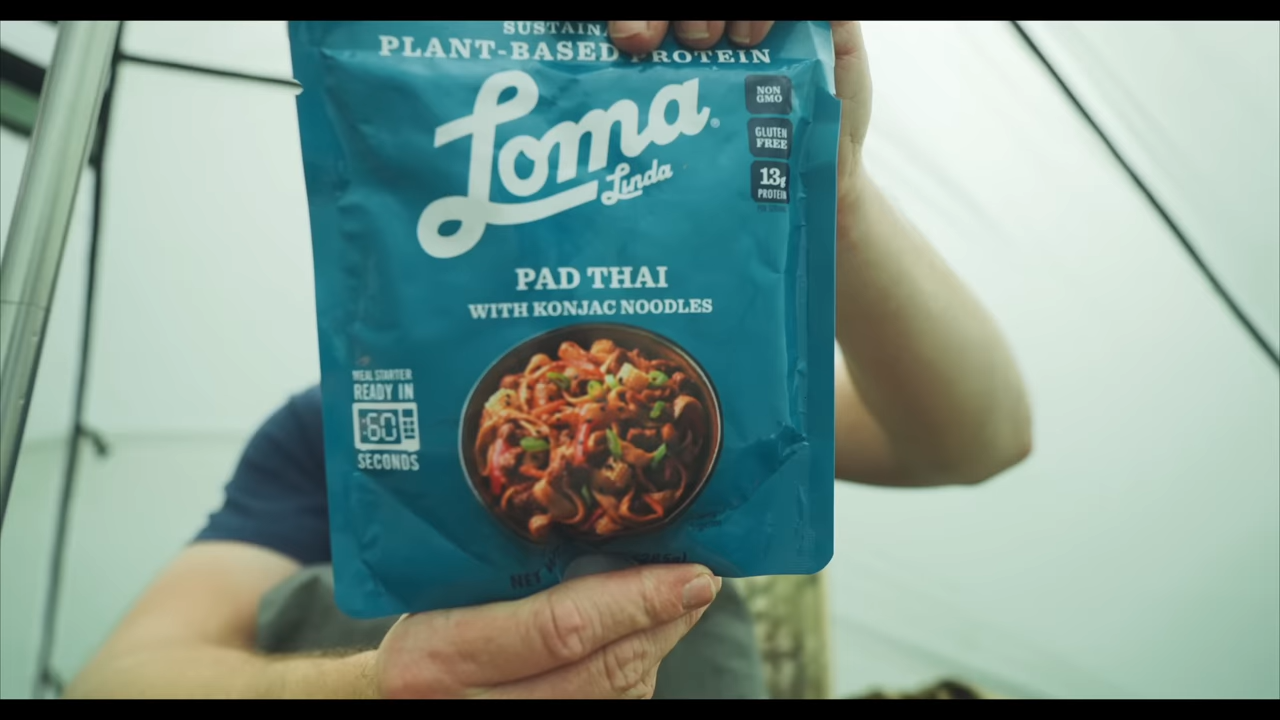 PLANT-BASED PROTEIN
Loma®
Linda
NON
GMO
GLUTEN
FREE
13g
PROTEIN
PAD THAI
WITH KONJAC NOODLES
MEAL STARTER
READY IN
:60
SECONDS
NET